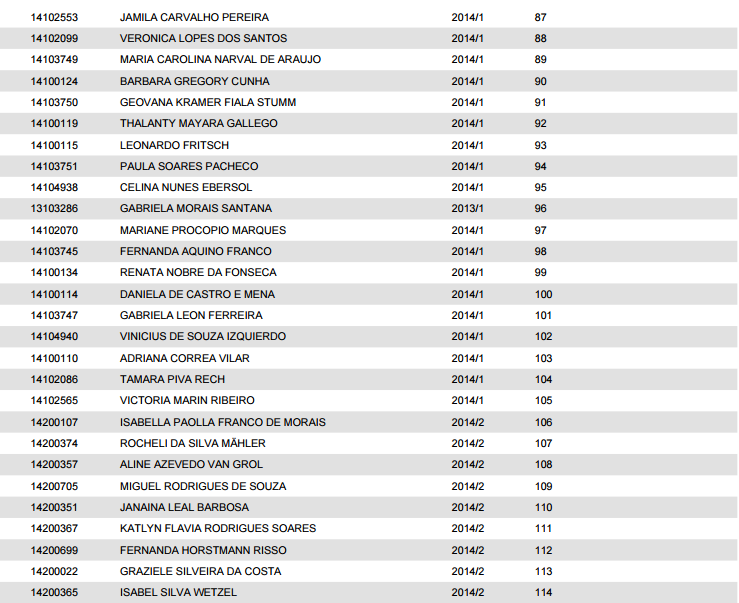 14102553 JAMILA CARVALHO PEREIRA 2014/1 87
14102099 VERONICA LOPES DOS SANTOS 2014/1 88
14103749 MARIA CAROLINA NARVAL DE ARAUJO 2014/1 89
14100124 BARBARA GREGORY CUNHA 2014/1 90
14103750 GEOVANA KRAMER FIALA STUMM 2014/1 91
14100119 THALANTY MAYARA GALLEGO 2014/1 92
14100115 LEONARDO FRITSCH 2014/1 93
14103751 PAULA SOARES PACHECO 2014/1 94
14104938 CELINA NUNES EBERSOL 2014/1 95
13103286 GABRIELA MORAIS SANTANA 2013/1 96
14102070 MARIANE PROCOPIO MARQUES 2014/1 97
14103745 FERNANDA AQUINO FRANCO 2014/1 98
14100134 RENATA NOBRE DA FONSECA 2014/1 99
14100114 DANIELA DE CASTRO E MENA 2014/1 100
14103747 GABRIELA LEON FERREIRA 2014/1 101
14104940 VINICIUS DE SOUZA IZQUIERDO 2014/1 102
14100110 ADRIANA CORREA VILAR 2014/1 103
14102086 TAMARA PIVA RECH 2014/1 104
14102565 VICTORIA MARIN RIBEIRO 2014/1 105
14200107 ISABELLA PAOLLA FRANCO DE MORAIS 2014/2 106
14200374 ROCHELI DA SILVA MÄHLER 2014/2 107
14200357 ALINE AZEVEDO VAN GROL 2014/2 108
14200705 MIGUEL RODRIGUES DE SOUZA 2014/2 109
14200351 JANAINA LEAL BARBOSA 2014/2 110
14200367 KATLYN FLAVIA RODRIGUES SOARES 2014/2 111
14200699 FERNANDA HORSTMANN RISSO 2014/2 112
14200022 GRAZIELE SILVEIRA DA COSTA 2014/2 113
14200365 ISABEL SILVA WETZEL 2014/2 114